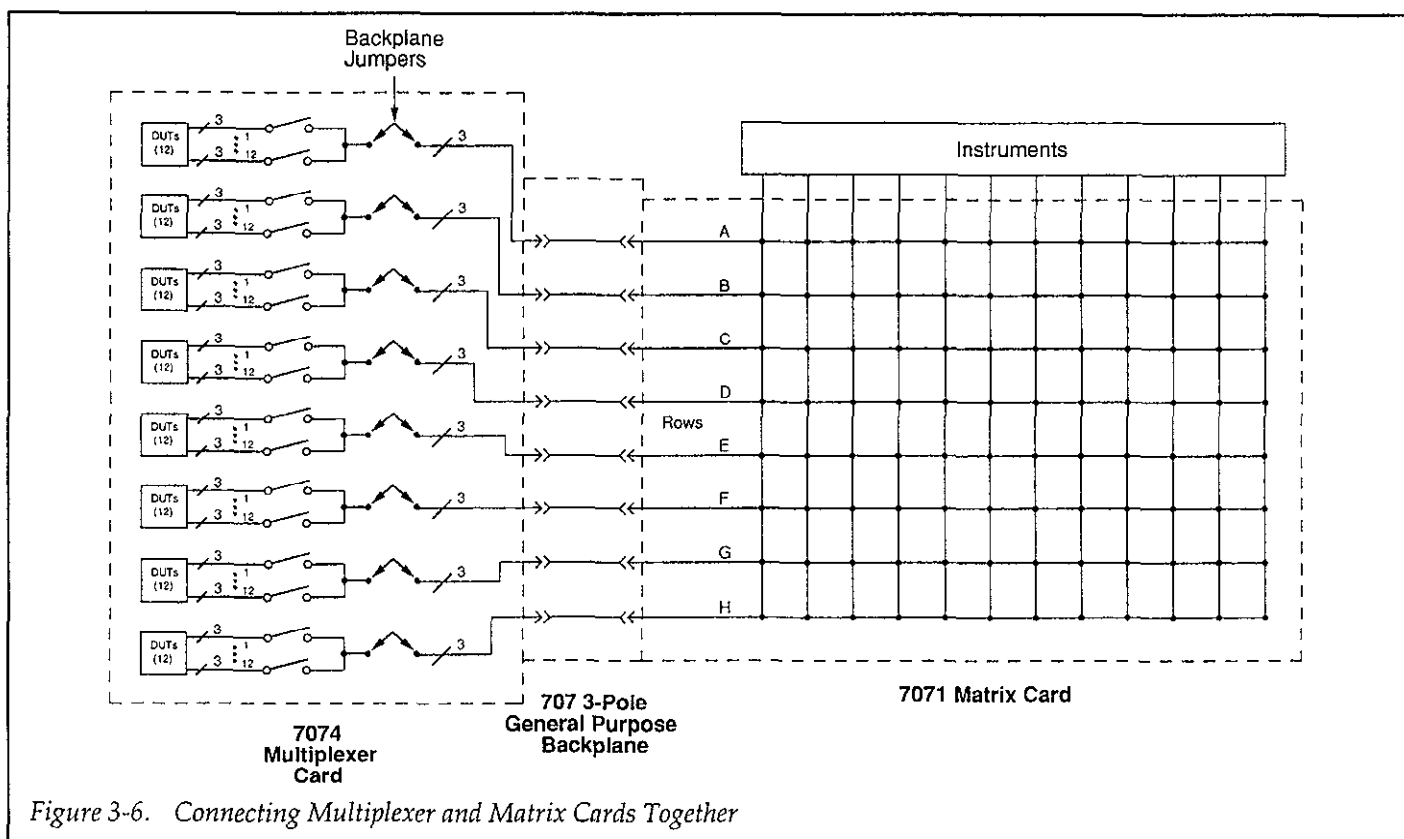 Backplane
Jumpers
DUTs
(12)
3
1
12
3
3
Instruments
DUTs
(12)
3
1
12
3
3
A
DUTs
(12)
3
1
12
3
3
B
DUTs
(12)
3
1
12
3
3
C
DUTs
(12)
3
1
12
3
3
D
Rows
DUTs
(12)
3
1
12
3
3
E
DUTs
(12)
3
1
12
3
3
F
DUTs
(12)
3
1
12
3
3
G
H
7074
Multiplexer
Card
707 3-Pole
General Purpose
Backplane
7071 Matrix Card
Figure 3-6. Connecting Multiplexer and Matrix Cards Together